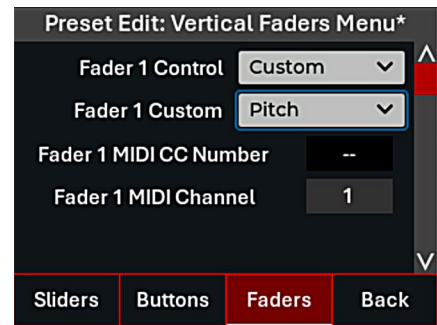 Preset Edit: Vertical Faders Menu*
Fader 1 Control Custom
Fader 1 Custom Pitch
Fader 1 MIDI CC Number --
Fader 1 MIDI Channel 1
Sliders Buttons Faders Back